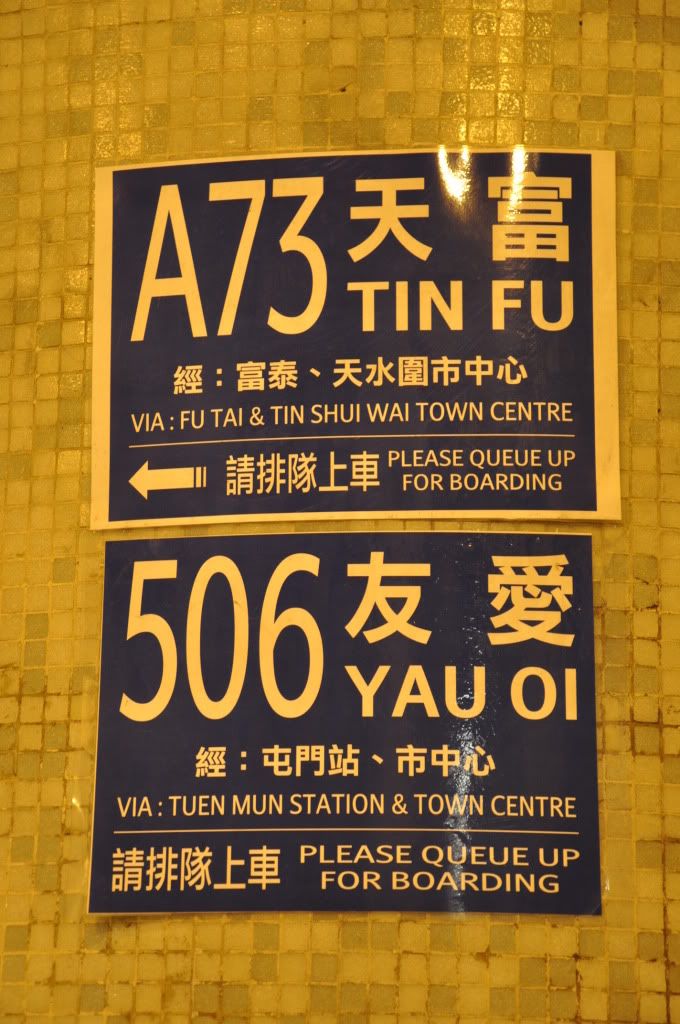 A73 天富
TIN FU
經：富泰、天水圍市中心
VIA : FU TAI & TIN SHUI WAI TOWN CENTRE
請排隊上車 PLEASE QUEUE UP
FOR BOARDING
506 友愛
YAU OI
經：屯門站、市中心
VIA : TUEN MUN STATION & TOWN CENTRE
請排隊上車 PLEASE QUEUE UP
FOR BOARDING